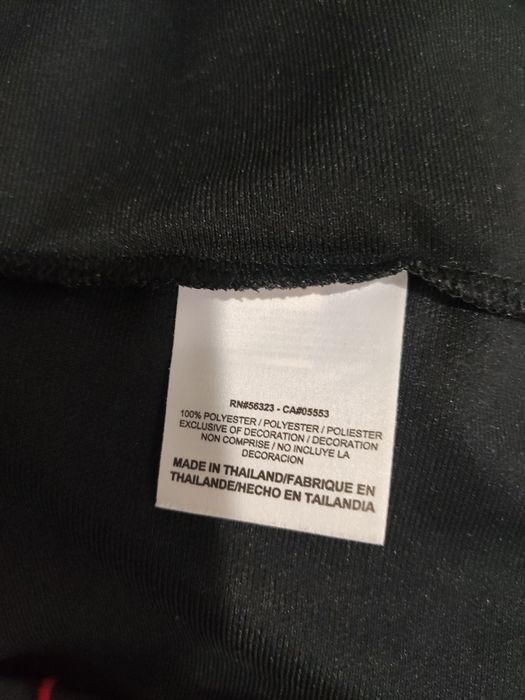 RN#56323 - CA#05553
100% POLYESTER / POLYESTER / POLIESTER
EXCLUSIVE OF DECORATION / DECORATION
NON COMPRISE / NO INCLUYE LA
DECORACION
MADE IN THAILAND/FABRIQUE EN
THAILANDE/HECHO EN TAILANDIA